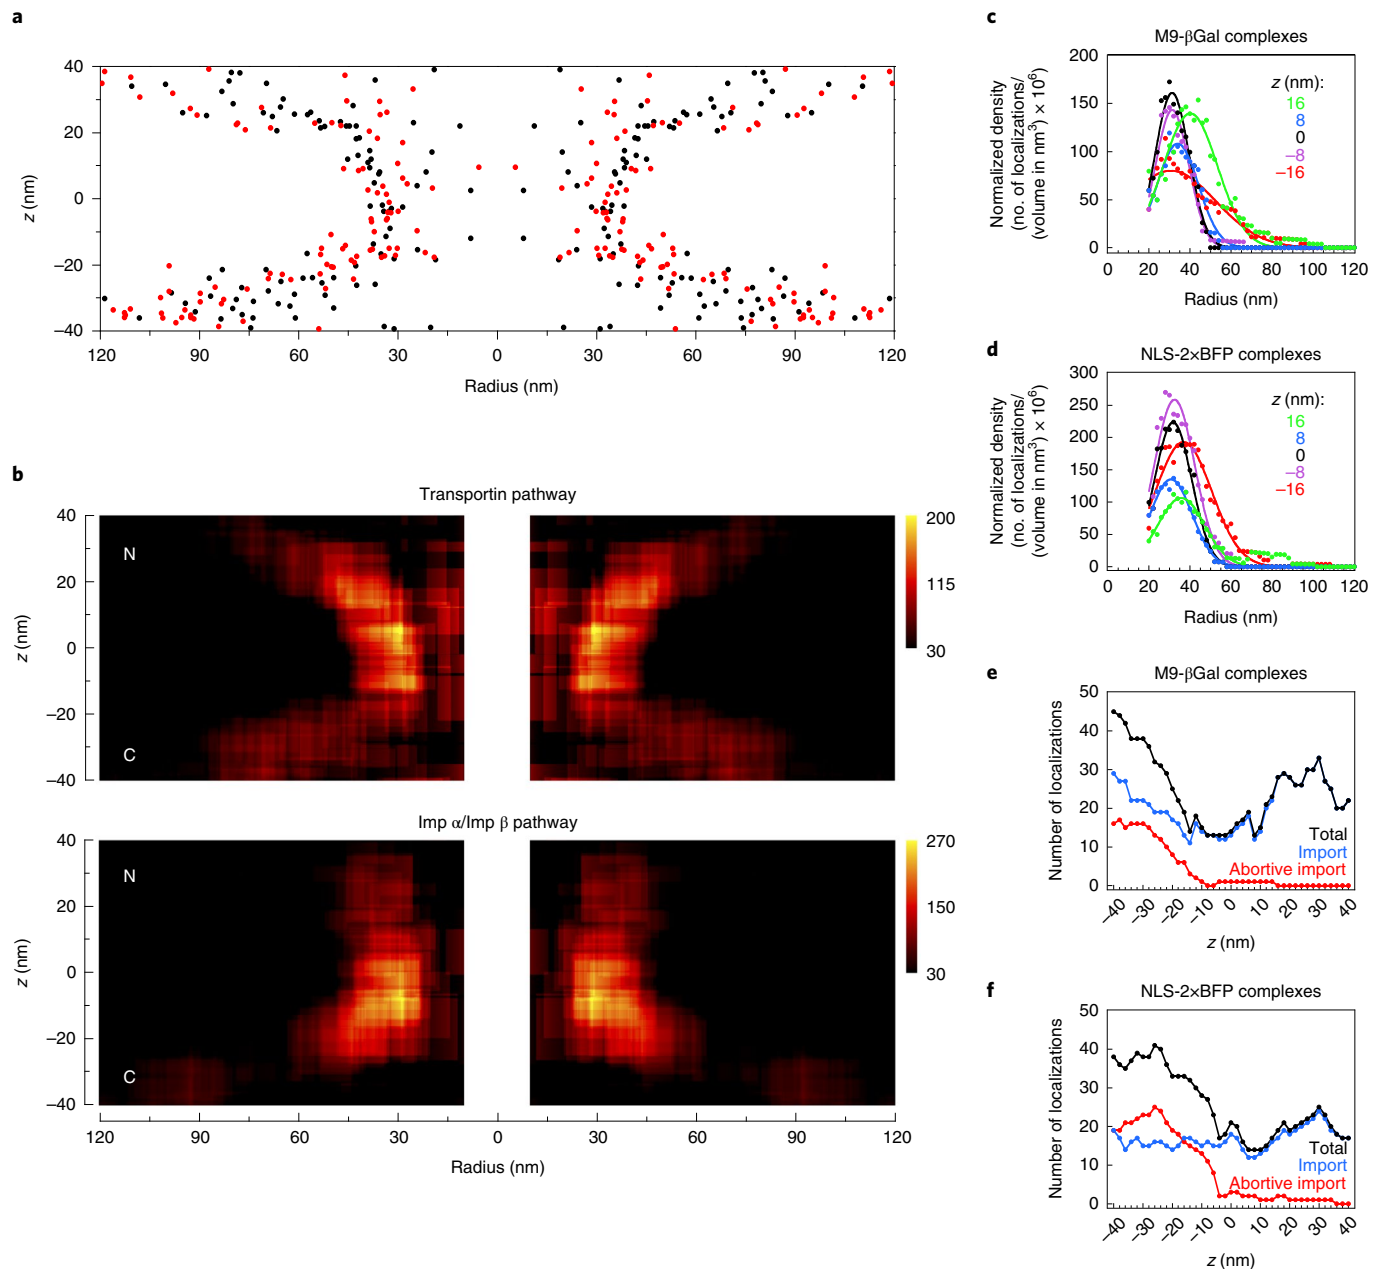 a
40
20
0
−20
−40
z (nm)
120 90 60 30 0 30 60 90 120
Radius (nm)
b
Transportin pathway
40
20
0
−20
−40
z (nm)
N
C
200
115
30
Imp α/Imp β pathway
40
20
0
−20
−40
z (nm)
N
C
270
150
30
120 90 60 30 0 30 60 90 120
Radius (nm)
c
M9-βGal complexes
Normalized density
(no. of localizations/
(volume in nm³) × 10⁶)
200
150
100
50
0
z (nm):
16
8
0
−8
−16
0 20 40 60 80 100 120
Radius (nm)
d
NLS-2×BFP complexes
Normalized density
(no. of localizations/
(volume in nm³) × 10⁶)
300
250
200
150
100
50
0
z (nm):
16
8
0
−8
−16
0 20 40 60 80 100 120
Radius (nm)
e
M9-βGal complexes
Number of localizations
50
40
30
20
10
0
Total
Import
Abortive import
−40 −30 −20 −10 0 10 20 30 40
z (nm)
f
NLS-2×BFP complexes
Number of localizations
50
40
30
20
10
0
Total
Import
Abortive import
−40 −30 −20 −10 0 10 20 30 40
z (nm)